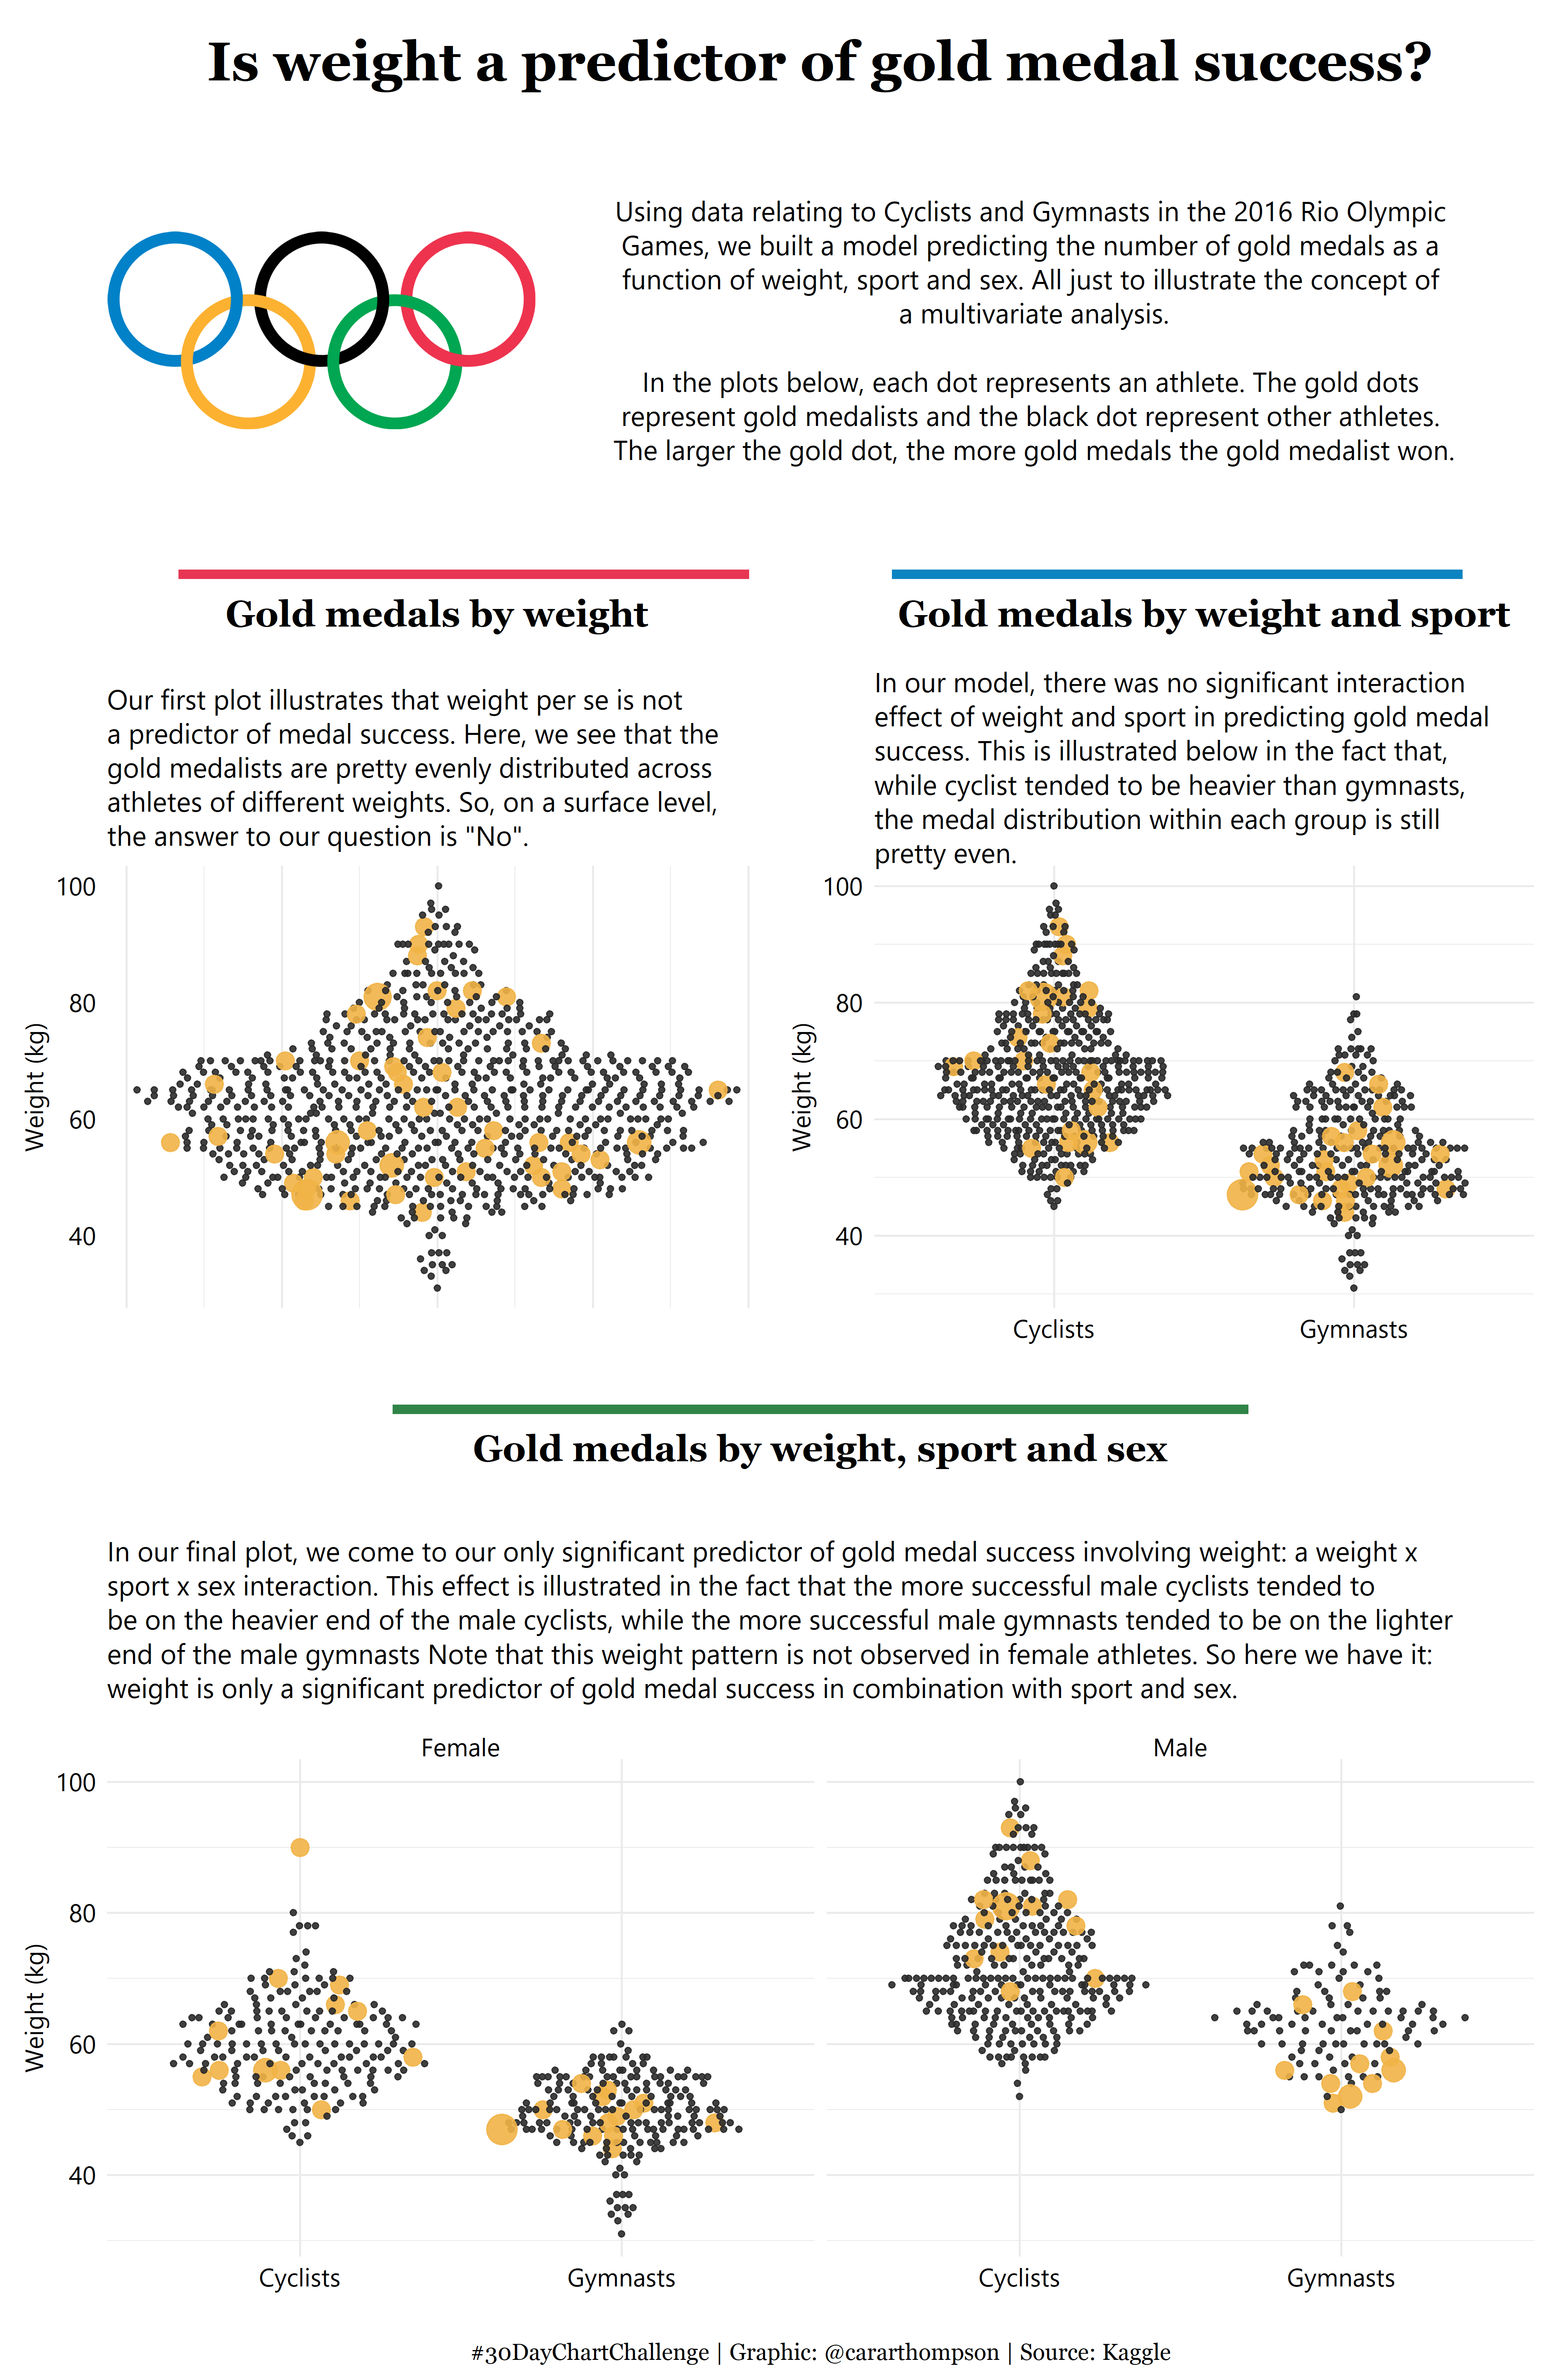 Is weight a predictor of gold medal success?
Using data relating to Cyclists and Gymnasts in the 2016 Rio Olympic
Games, we built a model predicting the number of gold medals as a
function of weight, sport and sex. All just to illustrate the concept of
a multivariate analysis.
In the plots below, each dot represents an athlete. The gold dots
represent gold medalists and the black dot represent other athletes.
The larger the gold dot, the more gold medals the gold medalist won.
Gold medals by weight
Our first plot illustrates that weight per se is not
a predictor of medal success. Here, we see that the
gold medalists are pretty evenly distributed across
athletes of different weights. So, on a surface level,
the answer to our question is "No".
100
80
60
40
Weight (kg)
Gold medals by weight and sport
In our model, there was no significant interaction
effect of weight and sport in predicting gold medal
success. This is illustrated below in the fact that,
while cyclist tended to be heavier than gymnasts,
the medal distribution within each group is still
pretty even.
100
80
60
40
Weight (kg)
Cyclists
Gymnasts
Gold medals by weight, sport and sex
In our final plot, we come to our only significant predictor of gold medal success involving weight: a weight x
sport x sex interaction. This effect is illustrated in the fact that the more successful male cyclists tended to
be on the heavier end of the male cyclists, while the more successful male gymnasts tended to be on the lighter
end of the male gymnasts Note that this weight pattern is not observed in female athletes. So here we have it:
weight is only a significant predictor of gold medal success in combination with sport and sex.
Female
Male
100
80
60
40
Weight (kg)
Cyclists
Gymnasts
Cyclists
Gymnasts
#30DayChartChallenge | Graphic: @cararthompson | Source: Kaggle